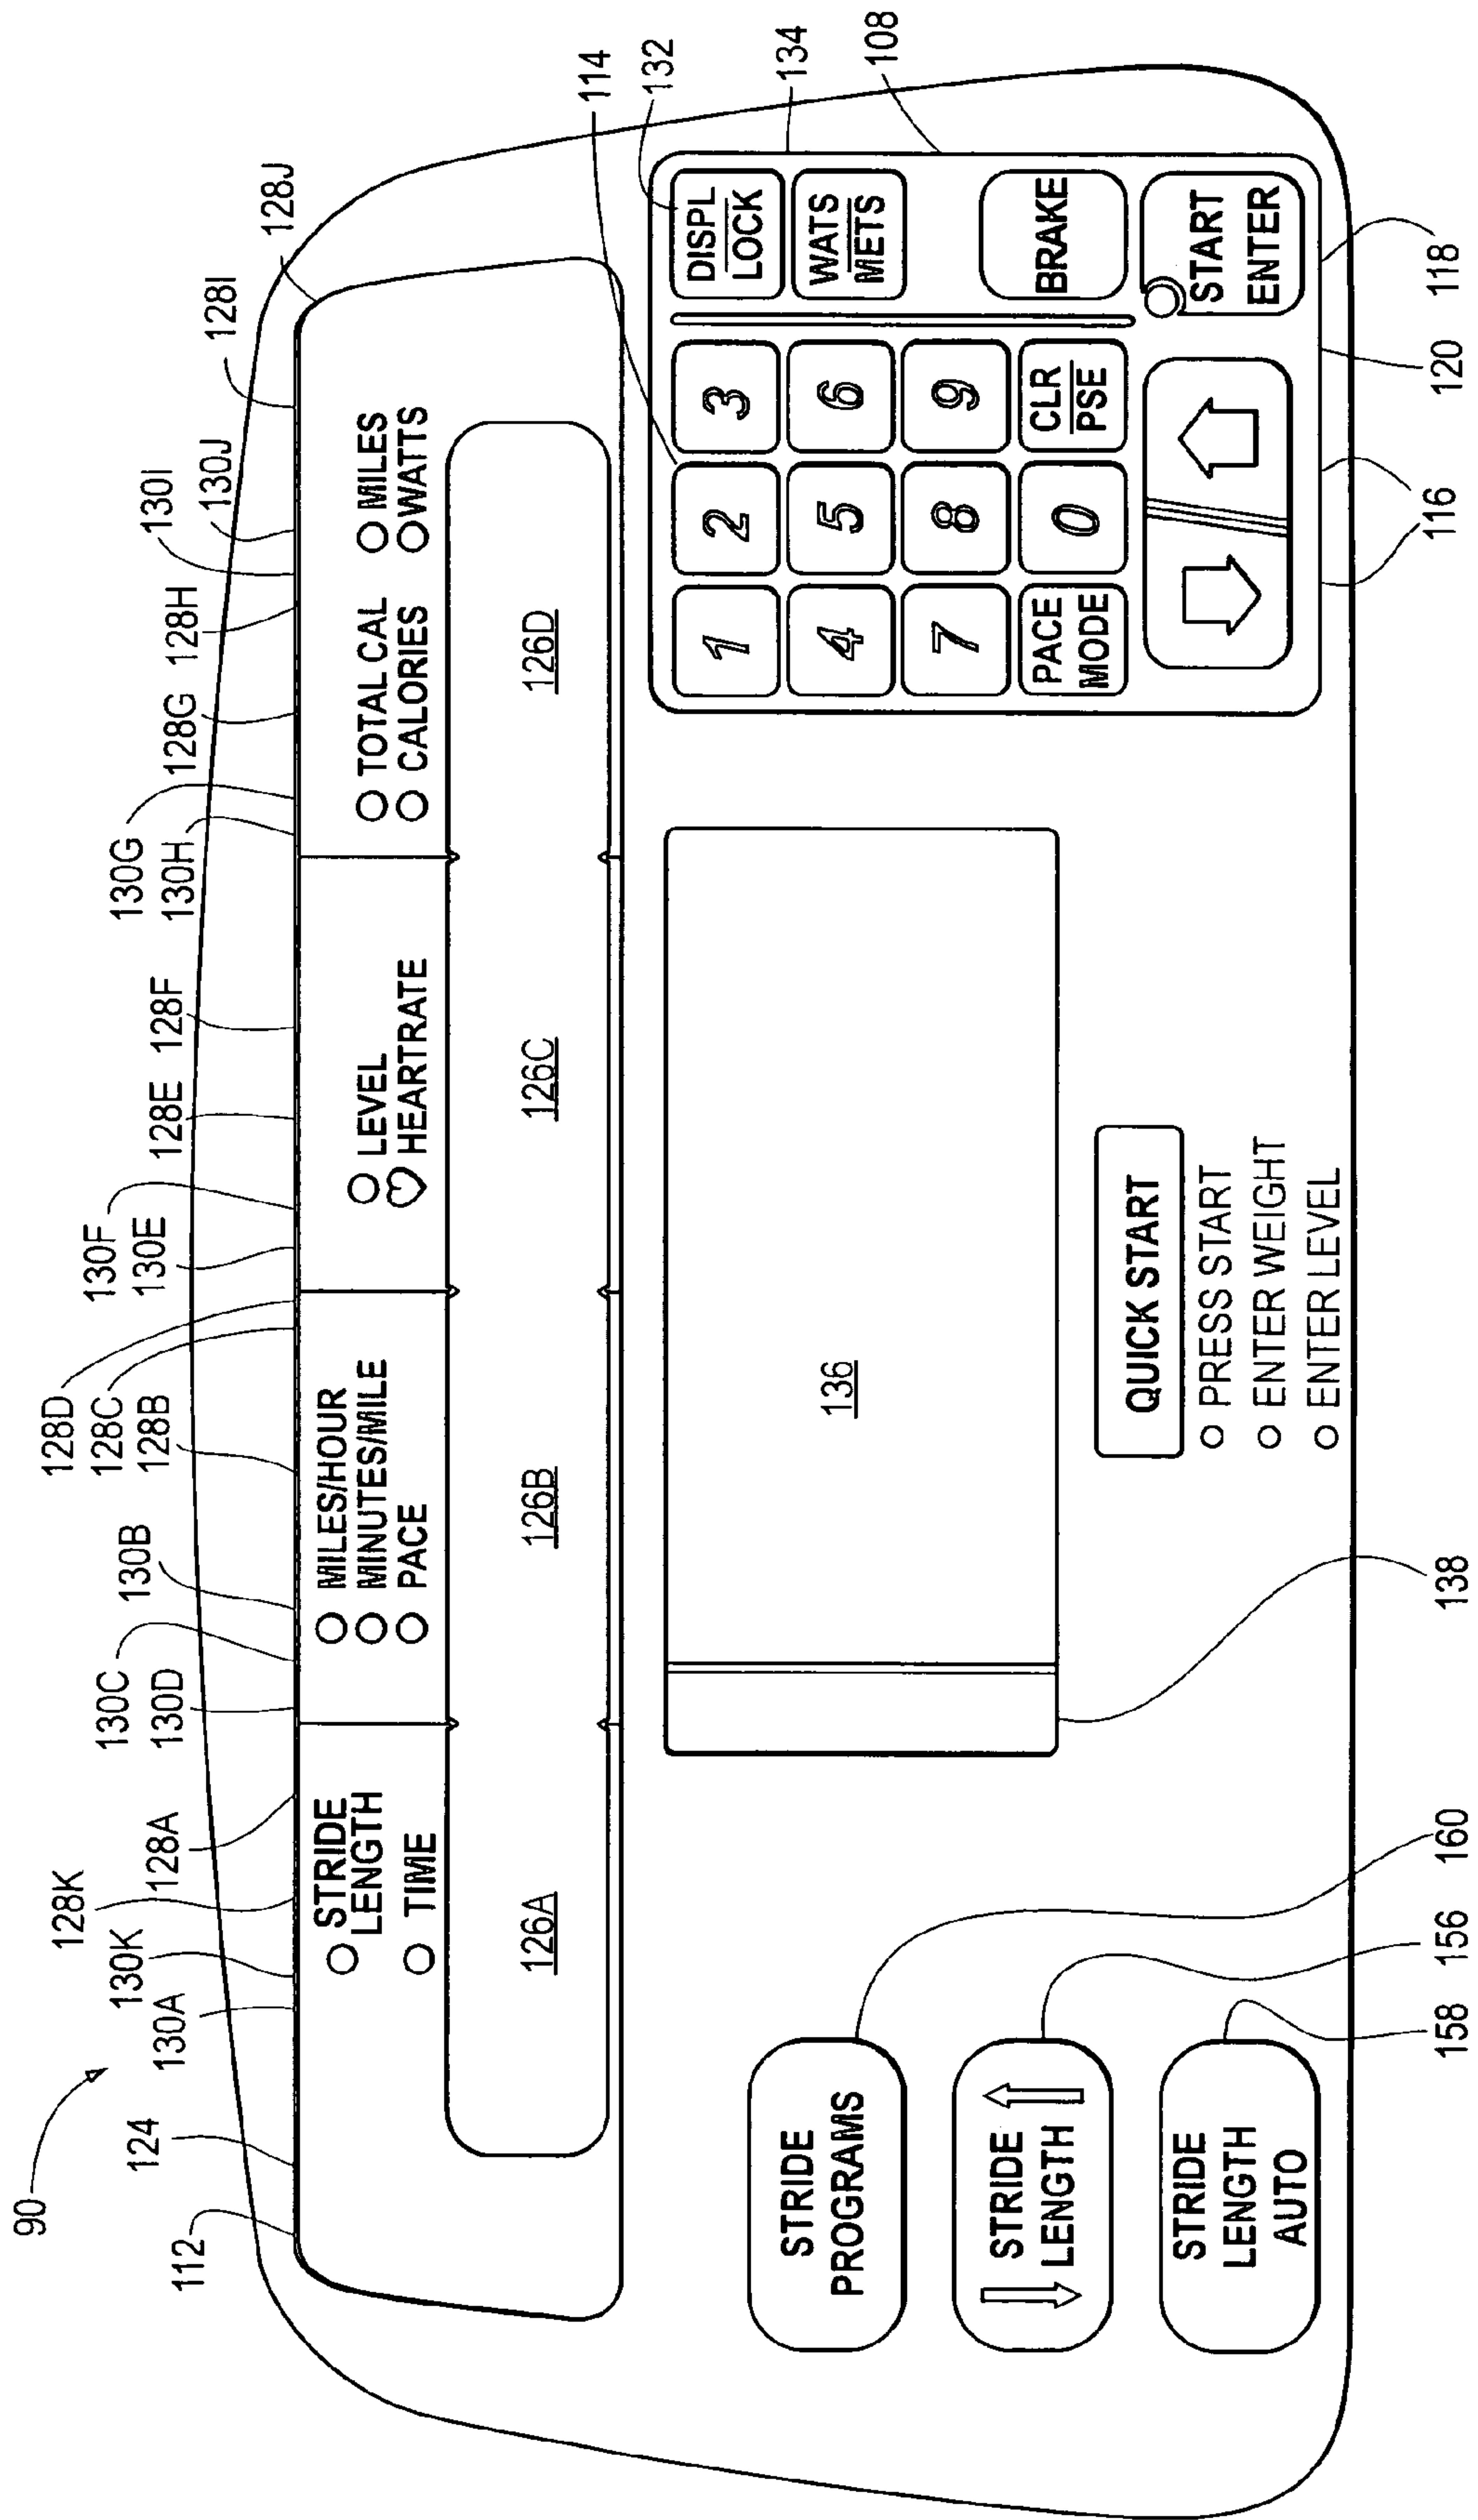 90
112
124
130A
130K
128K
128A
130D
130C
130B
128B
128C
128D
130E
130F
128E
128F
130H
130G
128G
128H
130I
130J
128I
128J
114
132
134
108
STRIDE
LENGTH
TIME
MILES/HOUR
MINUTES/MILE
PACE
LEVEL
HEARTRATE
TOTAL CAL
CALORIES
MILES
WATTS
126A
126B
126C
126D
STRIDE
PROGRAMS
STRIDE
LENGTH
STRIDE
LENGTH
AUTO
136
QUICK START
PRESS START
ENTER WEIGHT
ENTER LEVEL
1 2 3
DISPL
LOCK
4 5 6
WATS
METS
7 8 9
PACE
MODE
0
CLR
PSE
BRAKE
START
ENTER
158
156
160
138
116
120
118